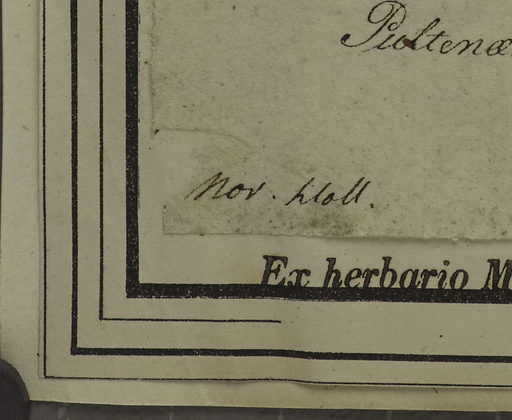 Pultenæ
Nov. Holl.
Ex herbario M